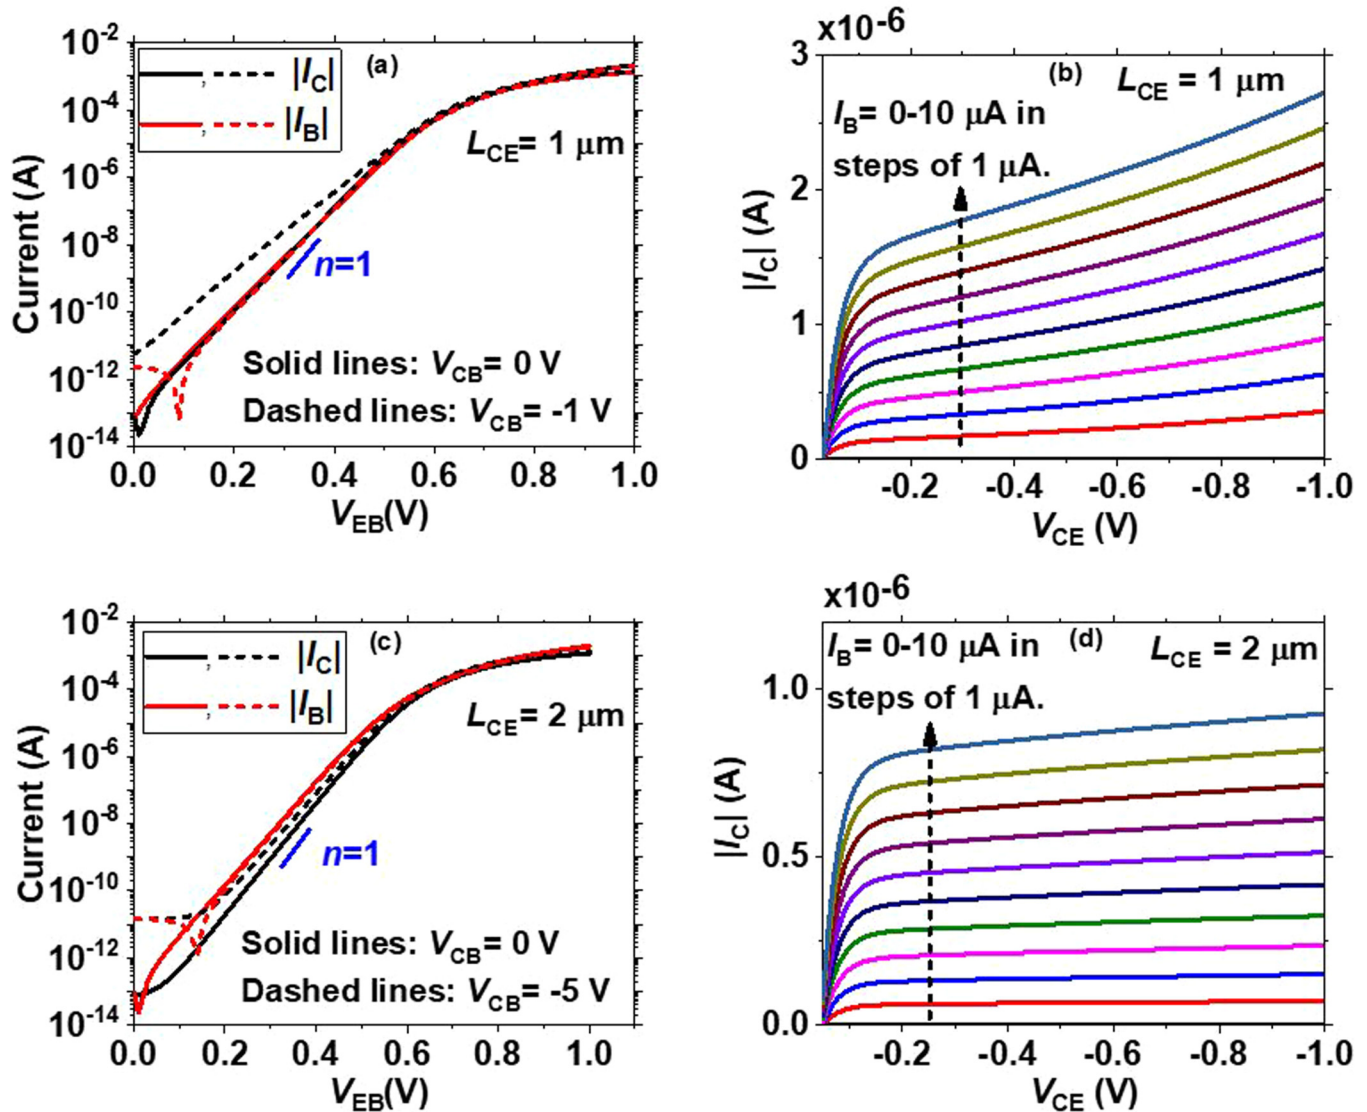 (a)
|I_C|
|I_B|
L_CE= 1 μm
n=1
Solid lines: V_CB= 0 V
Dashed lines: V_CB= -1 V
Current (A)
10^-2
10^-4
10^-6
10^-8
10^-10
10^-12
10^-14
0.0 0.2 0.4 0.6 0.8 1.0
V_EB(V)
x10^-6
(b)
L_CE = 1 μm
I_B= 0-10 μA in
steps of 1 μA.
|I_C| (A)
3
2
1
0
-0.2 -0.4 -0.6 -0.8 -1.0
V_CE (V)
(c)
|I_C|
|I_B|
L_CE = 2 μm
n=1
Solid lines: V_CB= 0 V
Dashed lines: V_CB= -5 V
Current (A)
10^-2
10^-4
10^-6
10^-8
10^-10
10^-12
10^-14
0.0 0.2 0.4 0.6 0.8 1.0
V_EB(V)
x10^-6
I_B= 0-10 μA in
steps of 1 μA.
(d)
L_CE = 2 μm
|I_C| (A)
1.0
0.5
0.0
-0.2 -0.4 -0.6 -0.8 -1.0
V_CE (V)